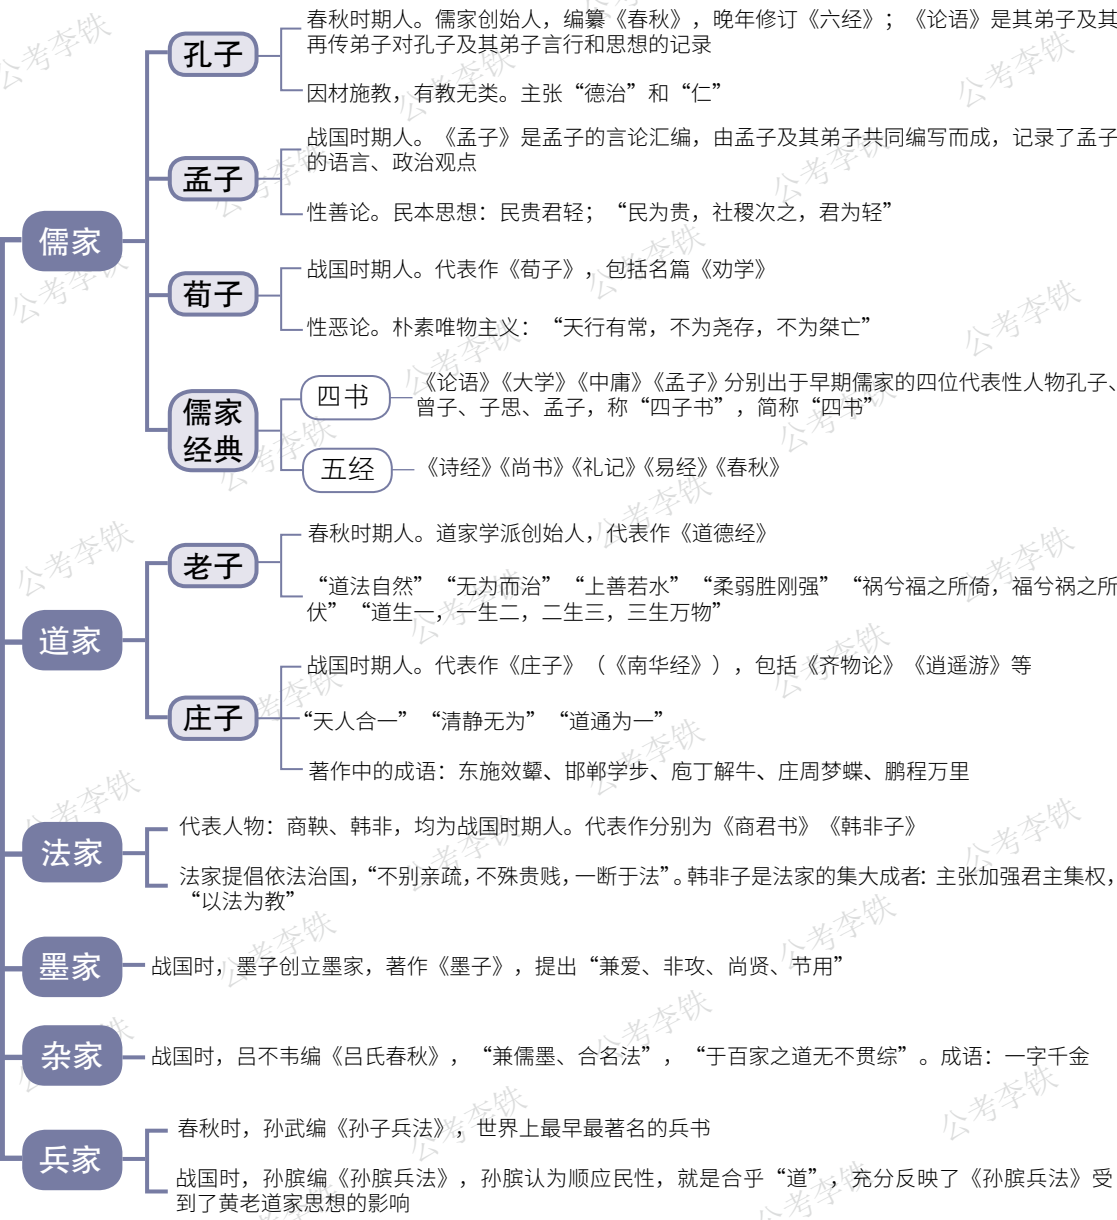 春秋时期人。儒家创始人，编纂《春秋》，晚年修订《六经》；《论语》是其弟子及其
再传弟子对孔子及其弟子言行和思想的记录
孔子
因材施教，有教无类。主张“德治”和“仁”
战国时期人。《孟子》是孟子的言论汇编，由孟子及其弟子共同编写而成，记录了孟子
的语言、政治观点
孟子
性善论。民本思想：民贵君轻；“民为贵，社稷次之，君为轻”
儒家
战国时期人。代表作《荀子》，包括名篇《劝学》
荀子
性恶论。朴素唯物主义：“天行有常，不为尧存，不为桀亡”
儒家
经典
四书
《论语》《大学》《中庸》《孟子》分别出于早期儒家的四位代表性人物孔子、
曾子、子思、孟子，称“四子书”，简称“四书”
五经
《诗经》《尚书》《礼记》《易经》《春秋》
春秋时期人。道家学派创始人，代表作《道德经》
老子
“道法自然”“无为而治”“上善若水”“柔弱胜刚强”“祸兮福之所倚，福兮祸之所
伏”“道生一，一生二，二生三，三生万物”
道家
战国时期人。代表作《庄子》（《南华经》），包括《齐物论》《逍遥游》等
庄子
“天人合一”“清静无为”“道通为一”
著作中的成语：东施效颦、邯郸学步、庖丁解牛、庄周梦蝶、鹏程万里
代表人物：商鞅、韩非，均为战国时期人。代表作分别为《商君书》《韩非子》
法家
法家提倡依法治国，“不别亲疏，不殊贵贱，一断于法”。韩非子是法家的集大成者：主张加强君主集权，
“以法为教”
墨家
战国时，墨子创立墨家，著作《墨子》，提出“兼爱、非攻、尚贤、节用”
杂家
战国时，吕不韦编《吕氏春秋》，“兼儒墨、合名法”，“于百家之道无不贯综”。成语：一字千金
春秋时，孙武编《孙子兵法》，世界上最早最著名的兵书
兵家
战国时，孙膑编《孙膑兵法》，孙膑认为顺应民性，就是合乎“道”，充分反映了《孙膑兵法》受
到了黄老道家思想的影响
公考李铁